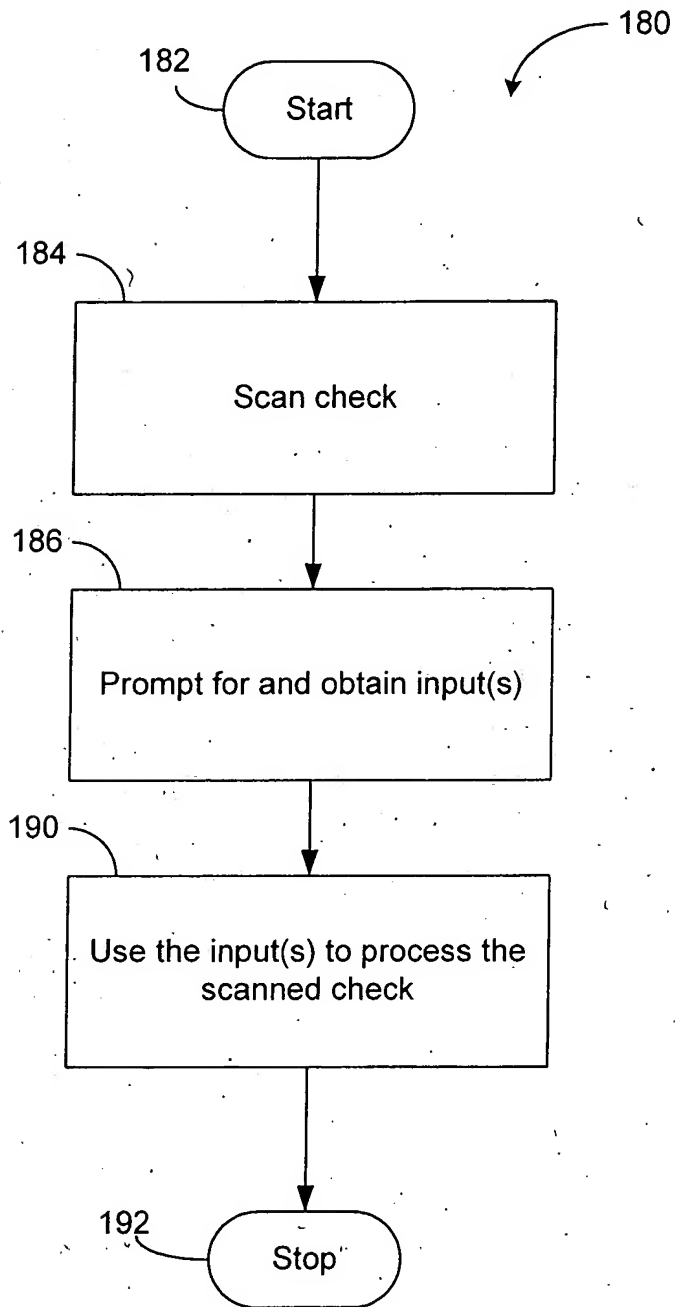 180
182
Start
184
Scan check
186
Prompt for and obtain input(s)
190
Use the input(s) to process the
scanned check
192
Stop